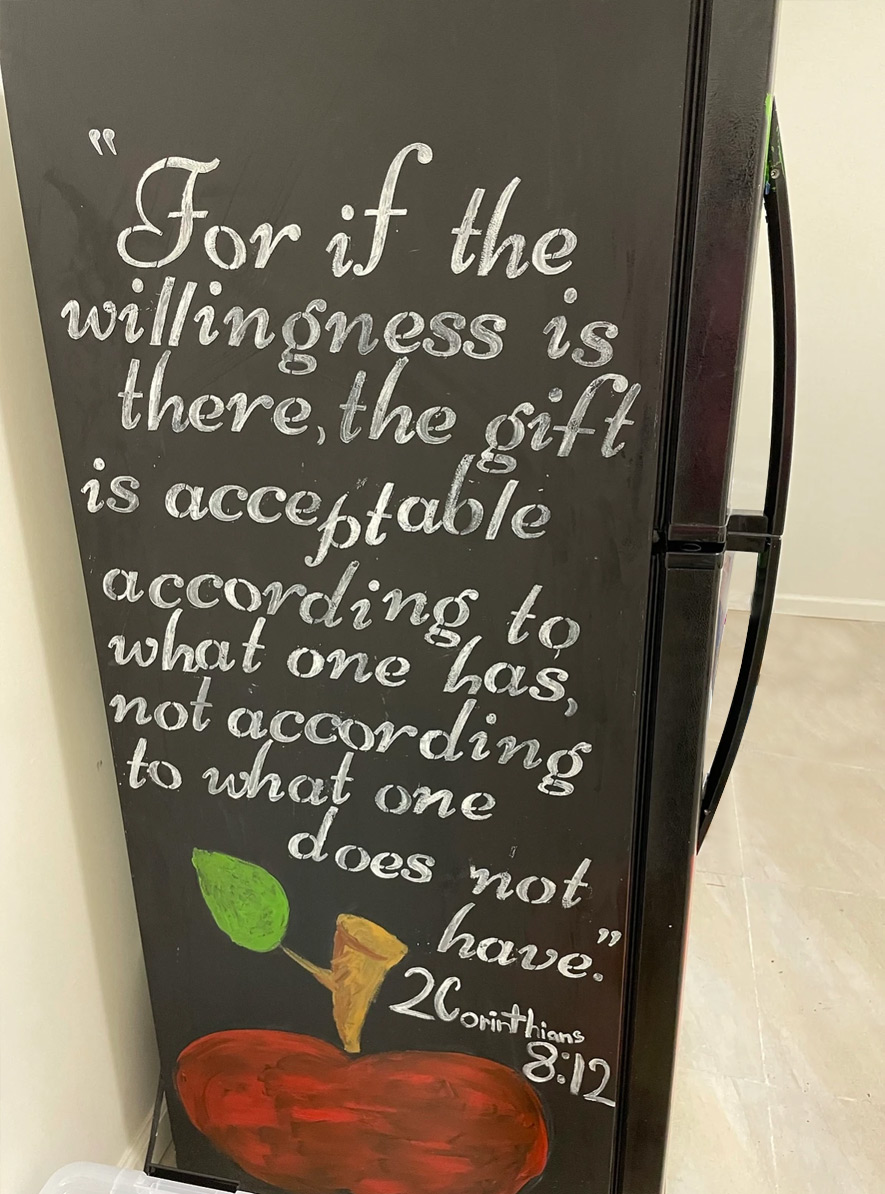 "For if the
willingness is
there, the gift
is acceptable
according to
what one has,
not according
to what one
does not
have."
2Corinthians
8:12